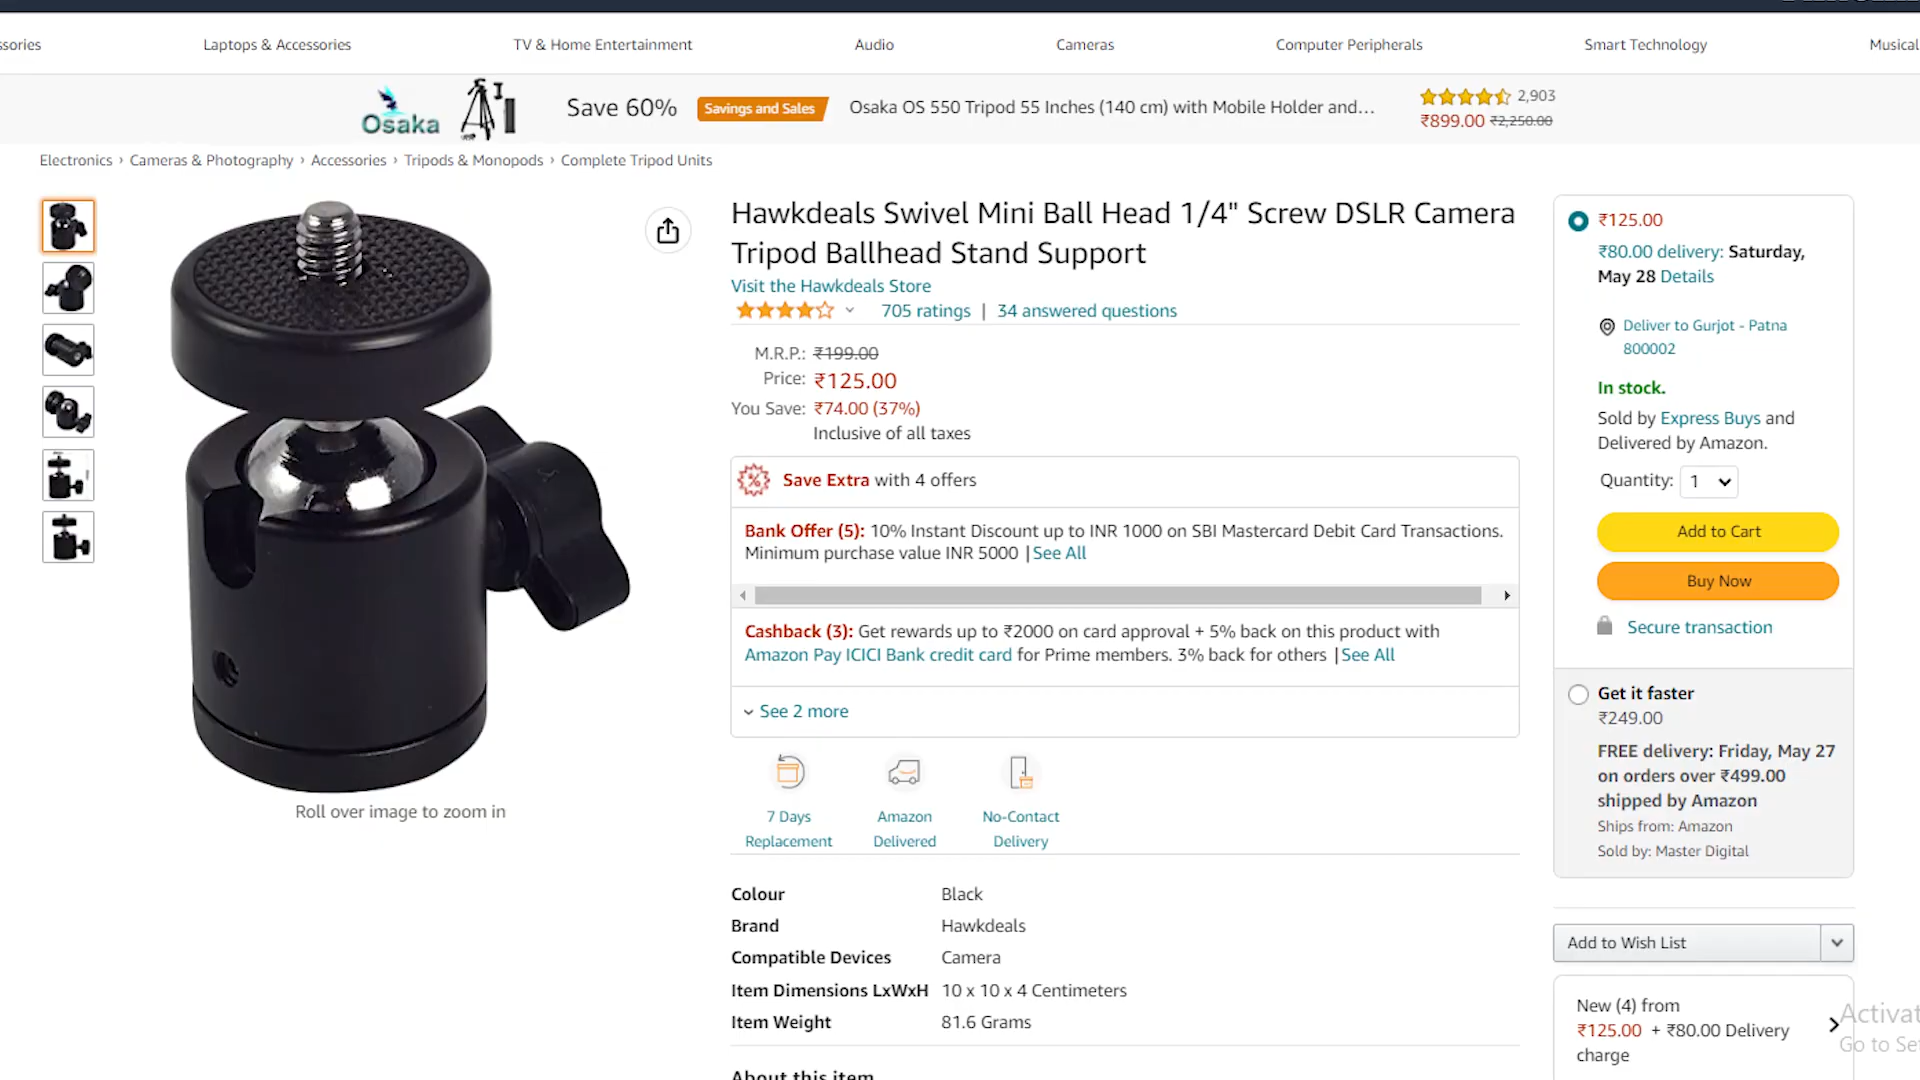 Laptops & Accessories
TV & Home Entertainment
Audio
Cameras
Computer Peripherals
Smart Technology
Musical
Osaka
Save 60%
Savings and Sales
Osaka OS 550 Tripod 55 Inches (140 cm) with Mobile Holder and...
2,903
₹899.00 ₹2,250.00
Electronics › Cameras & Photography › Accessories › Tripods & Monopods › Complete Tripod Units
Roll over image to zoom in
Hawkdeals Swivel Mini Ball Head 1/4" Screw DSLR Camera
Tripod Ballhead Stand Support
Visit the Hawkdeals Store
705 ratings | 34 answered questions
M.R.P.: ₹199.00
Price: ₹125.00
You Save: ₹74.00 (37%)
Inclusive of all taxes
Save Extra with 4 offers
Bank Offer (5): 10% Instant Discount up to INR 1000 on SBI Mastercard Debit Card Transactions.
Minimum purchase value INR 5000 | See All
Cashback (3): Get rewards up to ₹2000 on card approval + 5% back on this product with
Amazon Pay ICICI Bank credit card for Prime members. 3% back for others | See All
See 2 more
7 Days
Replacement
Amazon
Delivered
No-Contact
Delivery
Colour Black
Brand Hawkdeals
Compatible Devices Camera
Item Dimensions LxWxH 10 x 10 x 4 Centimeters
Item Weight 81.6 Grams
About this item
₹125.00
₹80.00 delivery: Saturday,
May 28 Details
Deliver to Gurjot - Patna
800002
In stock.
Sold by Express Buys and
Delivered by Amazon.
Quantity: 1
Add to Cart
Buy Now
Secure transaction
Get it faster
₹249.00
FREE delivery: Friday, May 27
on orders over ₹499.00
shipped by Amazon
Ships from: Amazon
Sold by: Master Digital
Add to Wish List
New (4) from
₹125.00 + ₹80.00 Delivery
charge
Activat
Go to Se